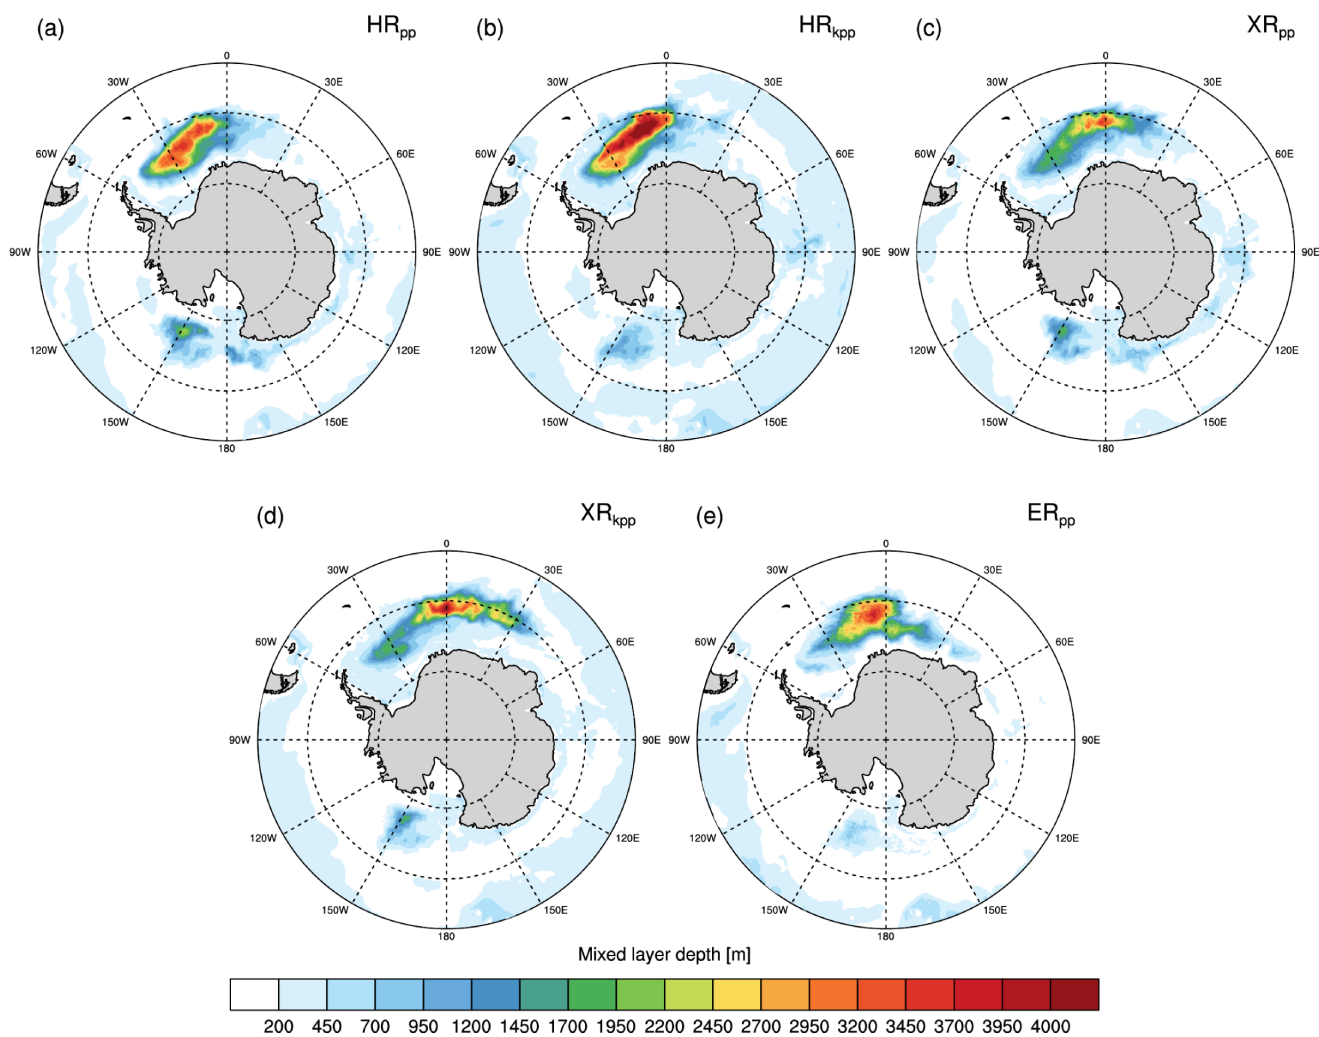 (a) HRpp
0
30W 30E
60W 60E
90W 90E
120W 120E
150W 150E
180
(b) HRkpp
0
30W 30E
60W 60E
90W 90E
120W 120E
150W 150E
180
(c) XRpp
0
30W 30E
60W 60E
90W 90E
120W 120E
150W 150E
180
(d) XRkpp
0
30W 30E
60W 60E
90W 90E
120W 120E
150W 150E
180
(e) ERpp
0
30W 30E
60W 60E
90W 90E
120W 120E
150W 150E
180
Mixed layer depth [m]
200 450 700 950 1200 1450 1700 1950 2200 2450 2700 2950 3200 3450 3700 3950 4000